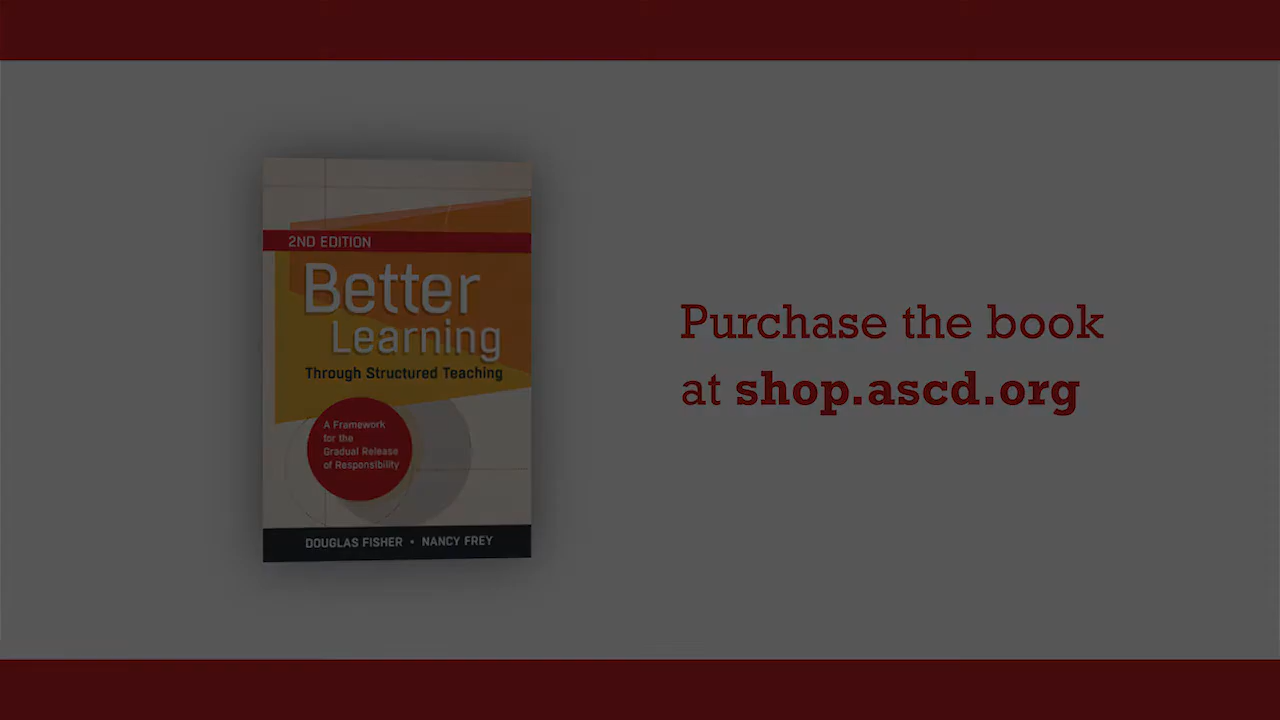 2ND EDITION
Better
Learning
Through Structured Teaching
A Framework
for the
Gradual Release
of Responsibility
DOUGLAS FISHER • NANCY FREY
Purchase the book
at shop.ascd.org